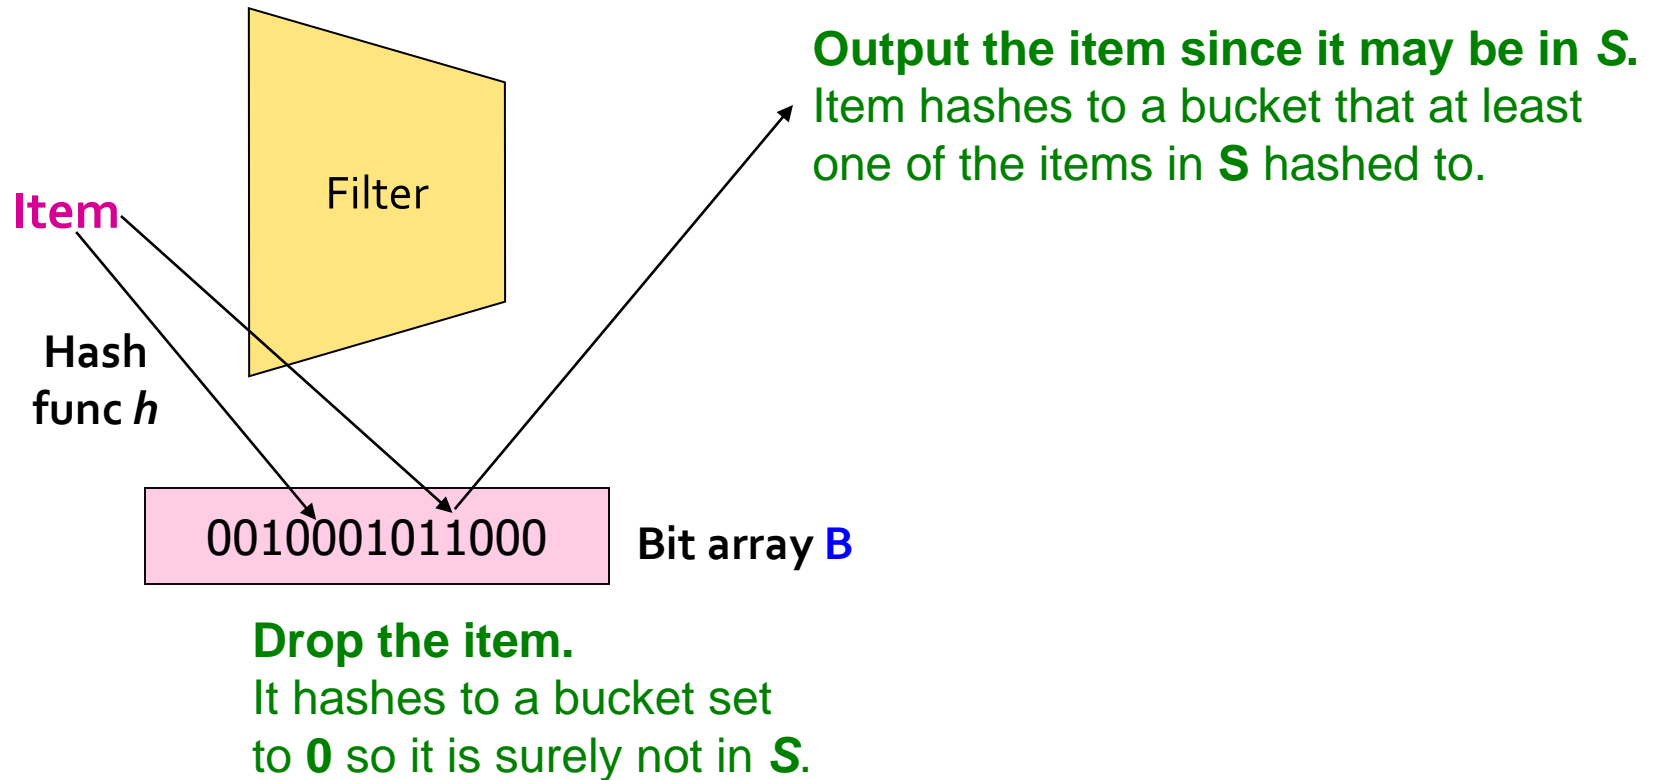 Output the item since it may be in S.
Item hashes to a bucket that at least
one of the items in S hashed to.
Filter
Item
Hash
func h
0010001011000
Bit array B
Drop the item.
It hashes to a bucket set
to 0 so it is surely not in S.